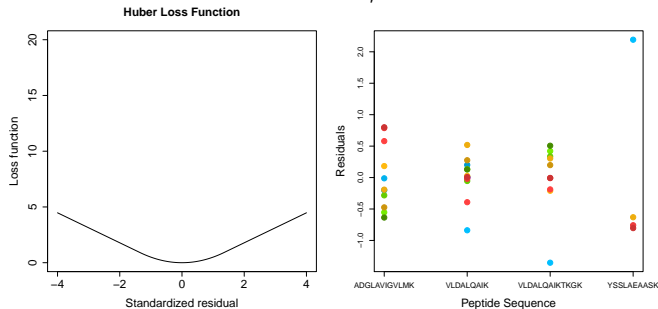 Huber Loss Function
20
15
10
5
0
Loss function
−4 −2 0 2 4
Standardized residual
2.0
1.5
1.0
0.5
0.0
−0.5
−1.0
Residuals
ADGLAVIGVLMK VLDALQAIK VLDALQAIKTKGK YSSLAEAASK
Peptide Sequence